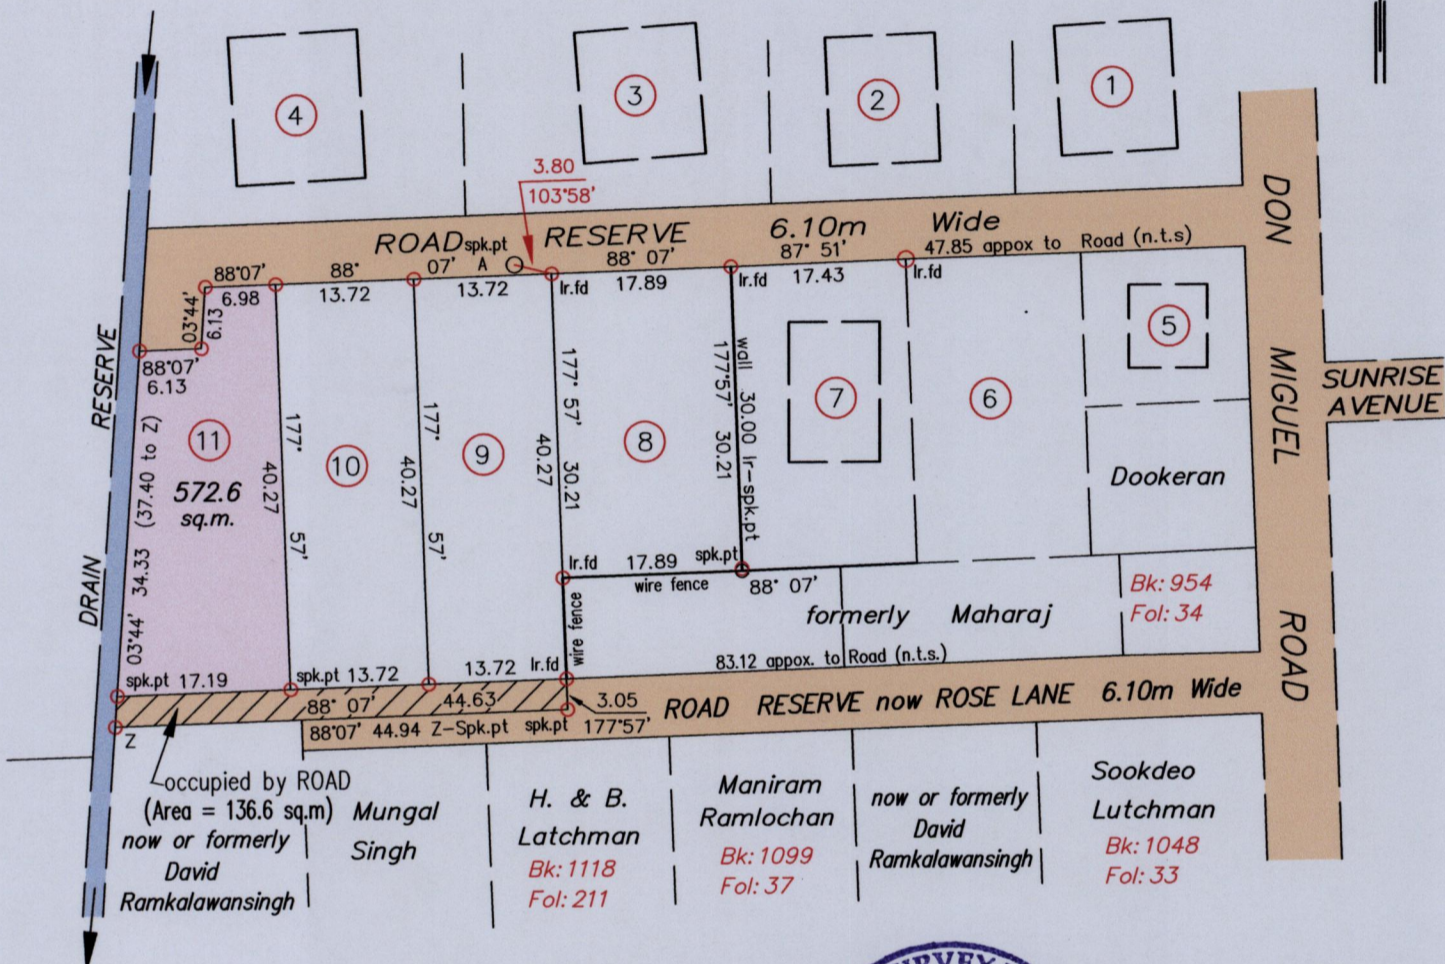 4
3
2
1
3.80
103°58'
ROAD spk.pt RESERVE 6.10m Wide
DON MIGUEL ROAD
88°07' 88° 07' A 88° 07' 87° 51' 47.85 appox to Road (n.t.s)
6.98 13.72 13.72 Ir.fd 17.89 Ir.fd 17.43 Ir.fd
03°44' 6.13
88°07'
6.13
5
SUNRISE
AVENUE
DRAIN RESERVE
03°44' 34.33 (37.40 to Z)
11
572.6
sq.m.
177° 57'
40.27
10
177° 57'
40.27
9
177° 57'
40.27 30.21
8
177°57' 30.21
wall 30.00 Ir-spk.pt
7
6
Dookeran
Ir.fd 17.89 spk.pt
wire fence 88° 07'
wire fence
formerly Maharaj
Bk: 954
Fol: 34
83.12 appox. to Road (n.t.s.)
spk.pt 17.19 spk.pt 13.72 13.72 Ir.fd
88° 07' 44.63 3.05
ROAD RESERVE now ROSE LANE 6.10m Wide
Z 88°07' 44.94 Z-Spk.pt spk.pt 177°57'
occupied by ROAD
(Area = 136.6 sq.m)
now or formerly
David
Ramkalawansingh
Mungal
Singh
H. & B.
Latchman
Bk: 1118
Fol: 211
Maniram
Ramlochan
Bk: 1099
Fol: 37
now or formerly
David
Ramkalawansingh
Sookdeo
Lutchman
Bk: 1048
Fol: 33